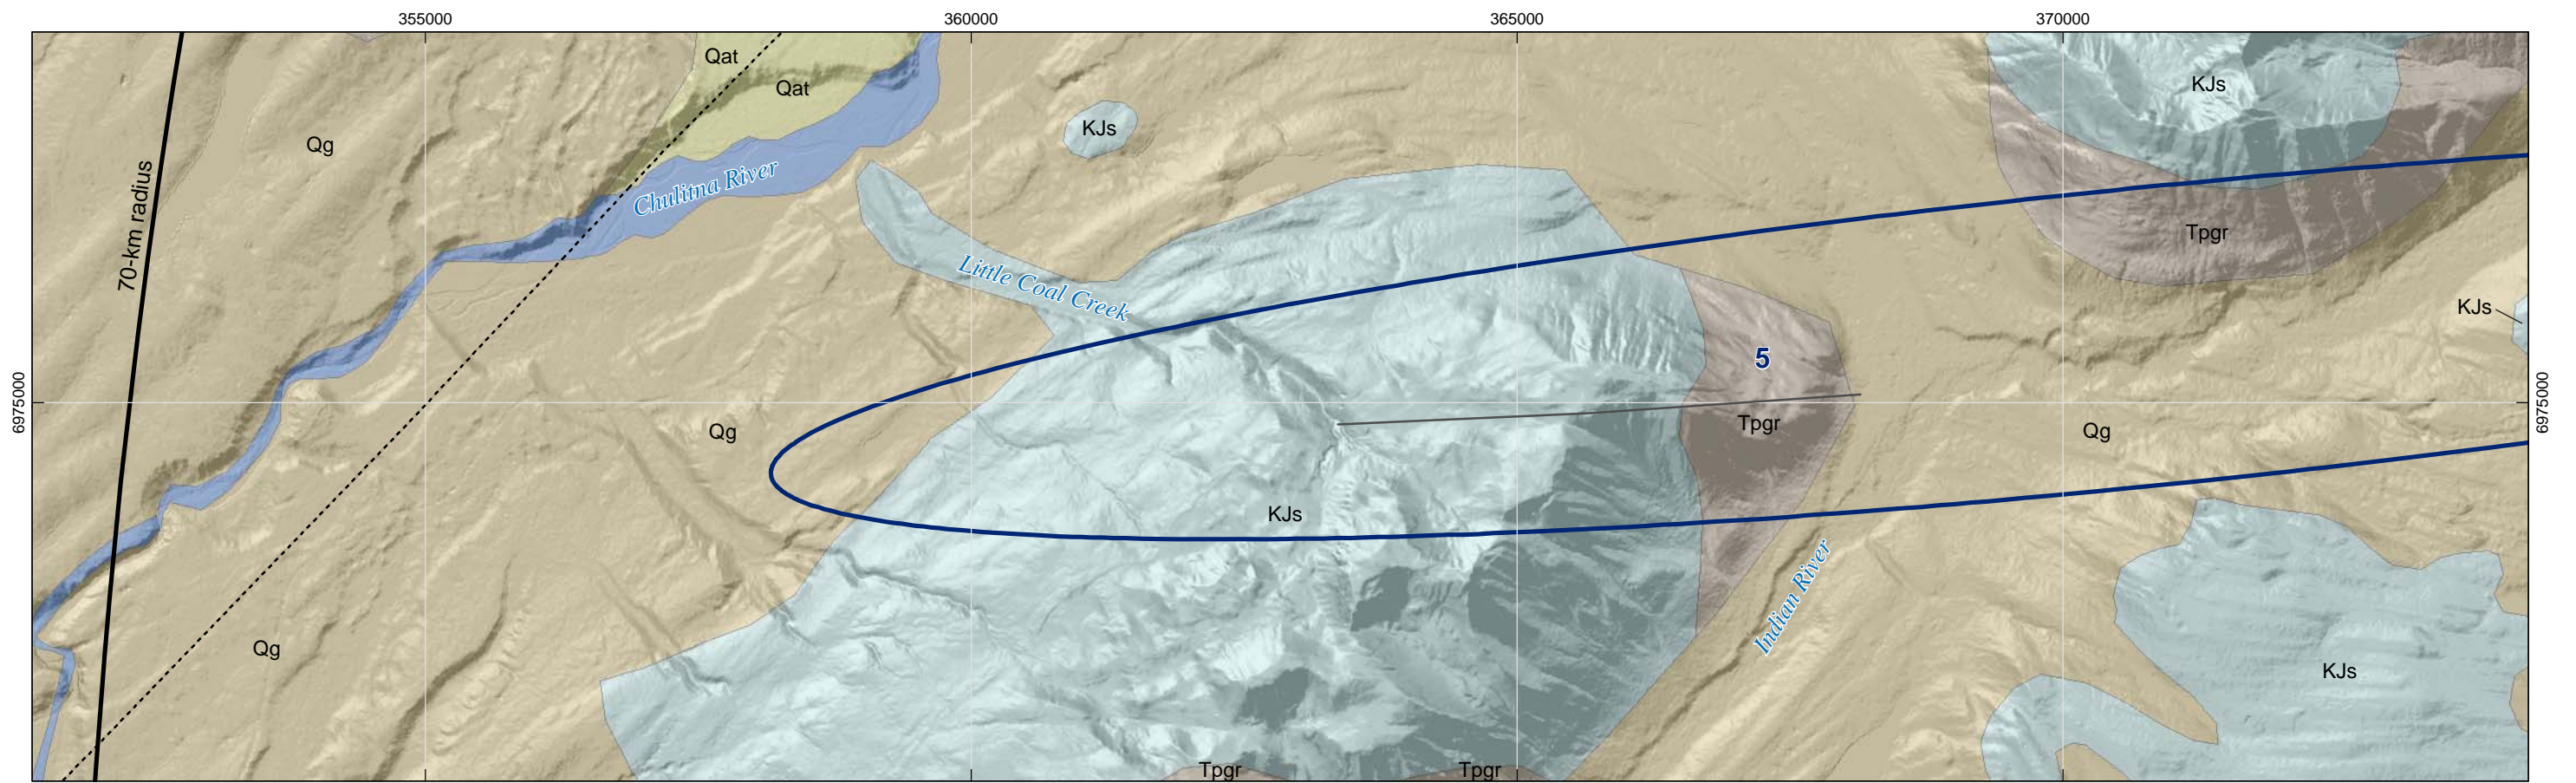 355000
360000
365000
370000
Qat
Qat
KJs
KJs
Qg
70-km radius
Chulitna River
Tpgr
Little Coal Creek
KJs
5
6975000
6975000
Tpgr
Qg
Qg
KJs
Indian River
Qg
KJs
Tpgr
Tpgr